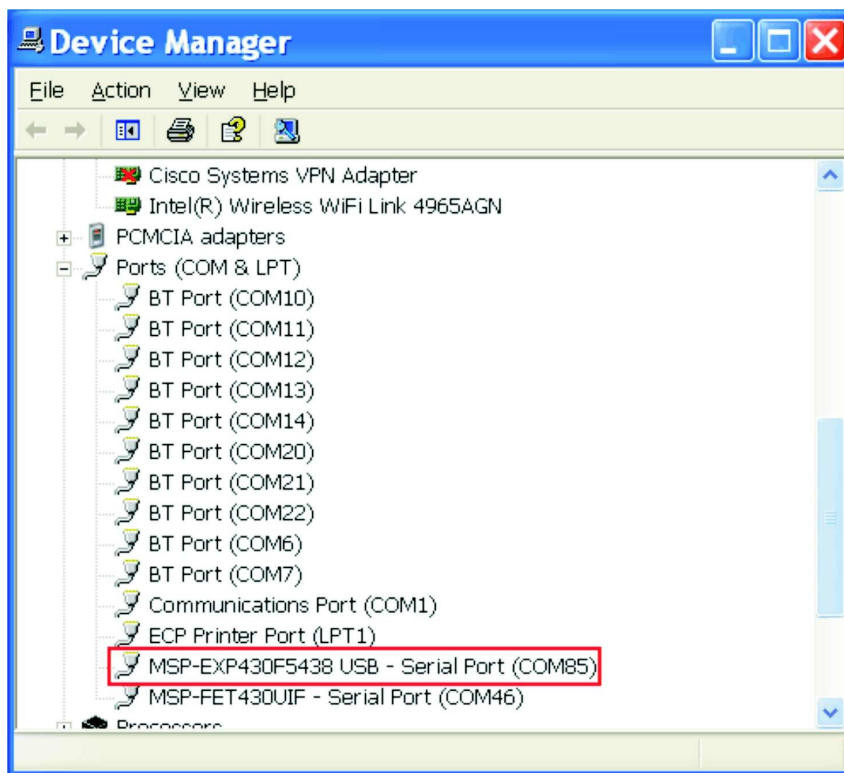 Device Manager
File Action View Help
Cisco Systems VPN Adapter
Intel(R) Wireless WiFi Link 4965AGN
PCMCIA adapters
Ports (COM & LPT)
BT Port (COM10)
BT Port (COM11)
BT Port (COM12)
BT Port (COM13)
BT Port (COM14)
BT Port (COM20)
BT Port (COM21)
BT Port (COM22)
BT Port (COM6)
BT Port (COM7)
Communications Port (COM1)
ECP Printer Port (LPT1)
MSP-EXP430F5438 USB - Serial Port (COM85)
MSP-FET430UIF - Serial Port (COM46)
Processors